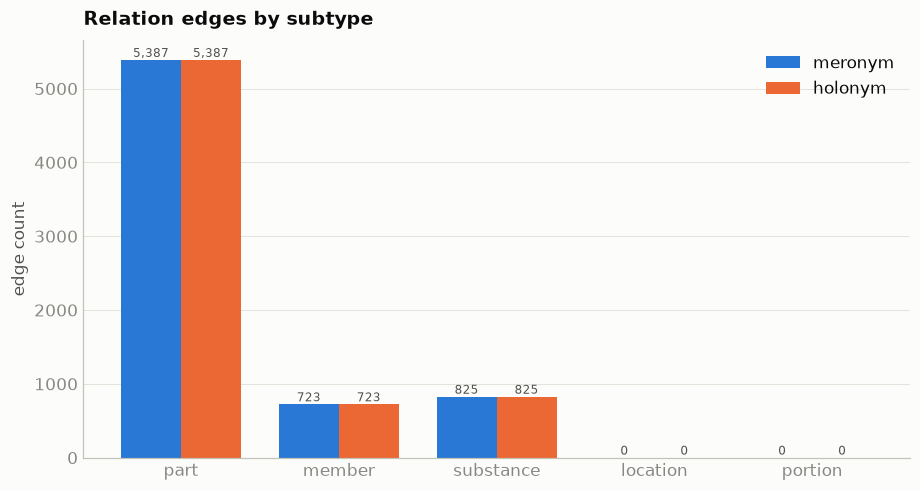 Relation edges by subtype
meronym
holonym
edge count
5000
4000
3000
2000
1000
0
5,387 5,387
723 723
825 825
0 0
0 0
part member substance location portion